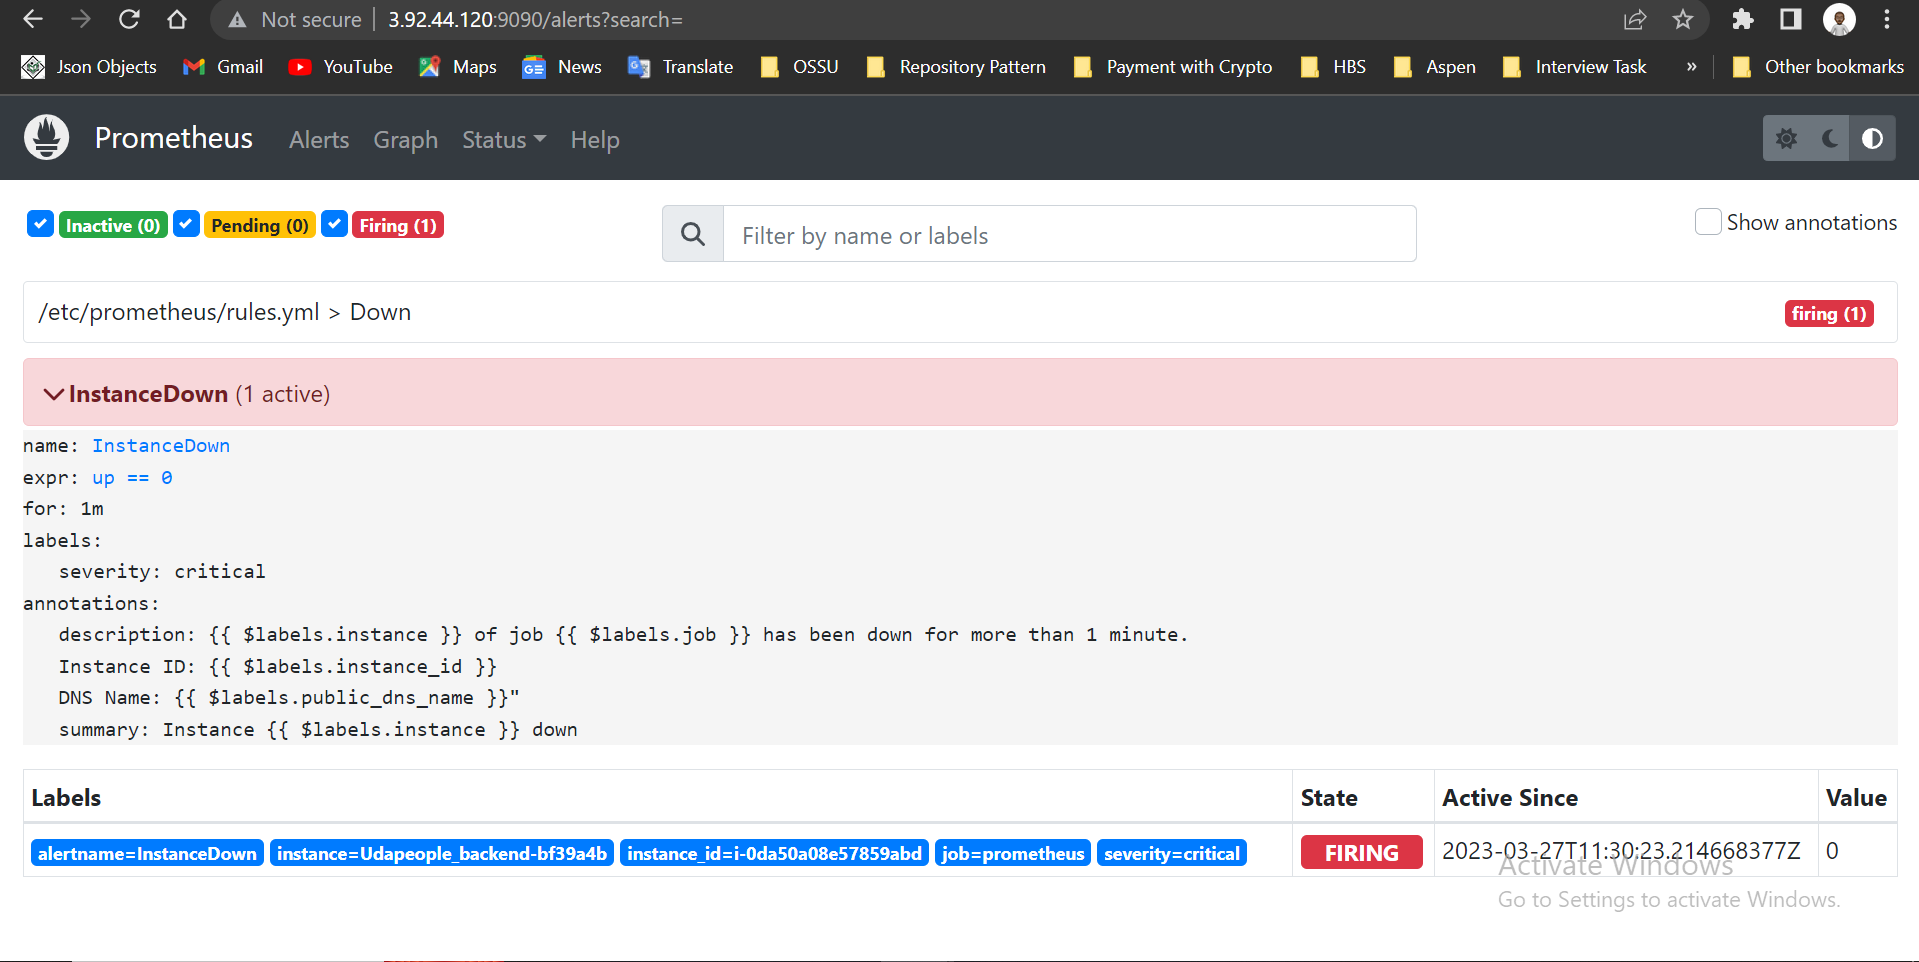 Not secure 3.92.44.120:9090/alerts?search=
Json Objects Gmail YouTube Maps News Translate OSSU Repository Pattern Payment with Crypto HBS Aspen Interview Task » Other bookmarks
Prometheus Alerts Graph Status Help
Inactive (0) Pending (0) Firing (1) Filter by name or labels Show annotations
/etc/prometheus/rules.yml > Down firing (1)
InstanceDown (1 active)
name: InstanceDown
expr: up == 0
for: 1m
labels:
severity: critical
annotations:
description: {{ $labels.instance }} of job {{ $labels.job }} has been down for more than 1 minute.
Instance ID: {{ $labels.instance_id }}
DNS Name: {{ $labels.public_dns_name }}"
summary: Instance {{ $labels.instance }} down
Labels State Active Since Value
alertname=InstanceDown instance=Udapeople_backend-bf39a4b instance_id=i-0da50a08e57859abd job=prometheus severity=critical FIRING 2023-03-27T11:30:23.214668377Z 0
Activate Windows
Go to Settings to activate Windows.